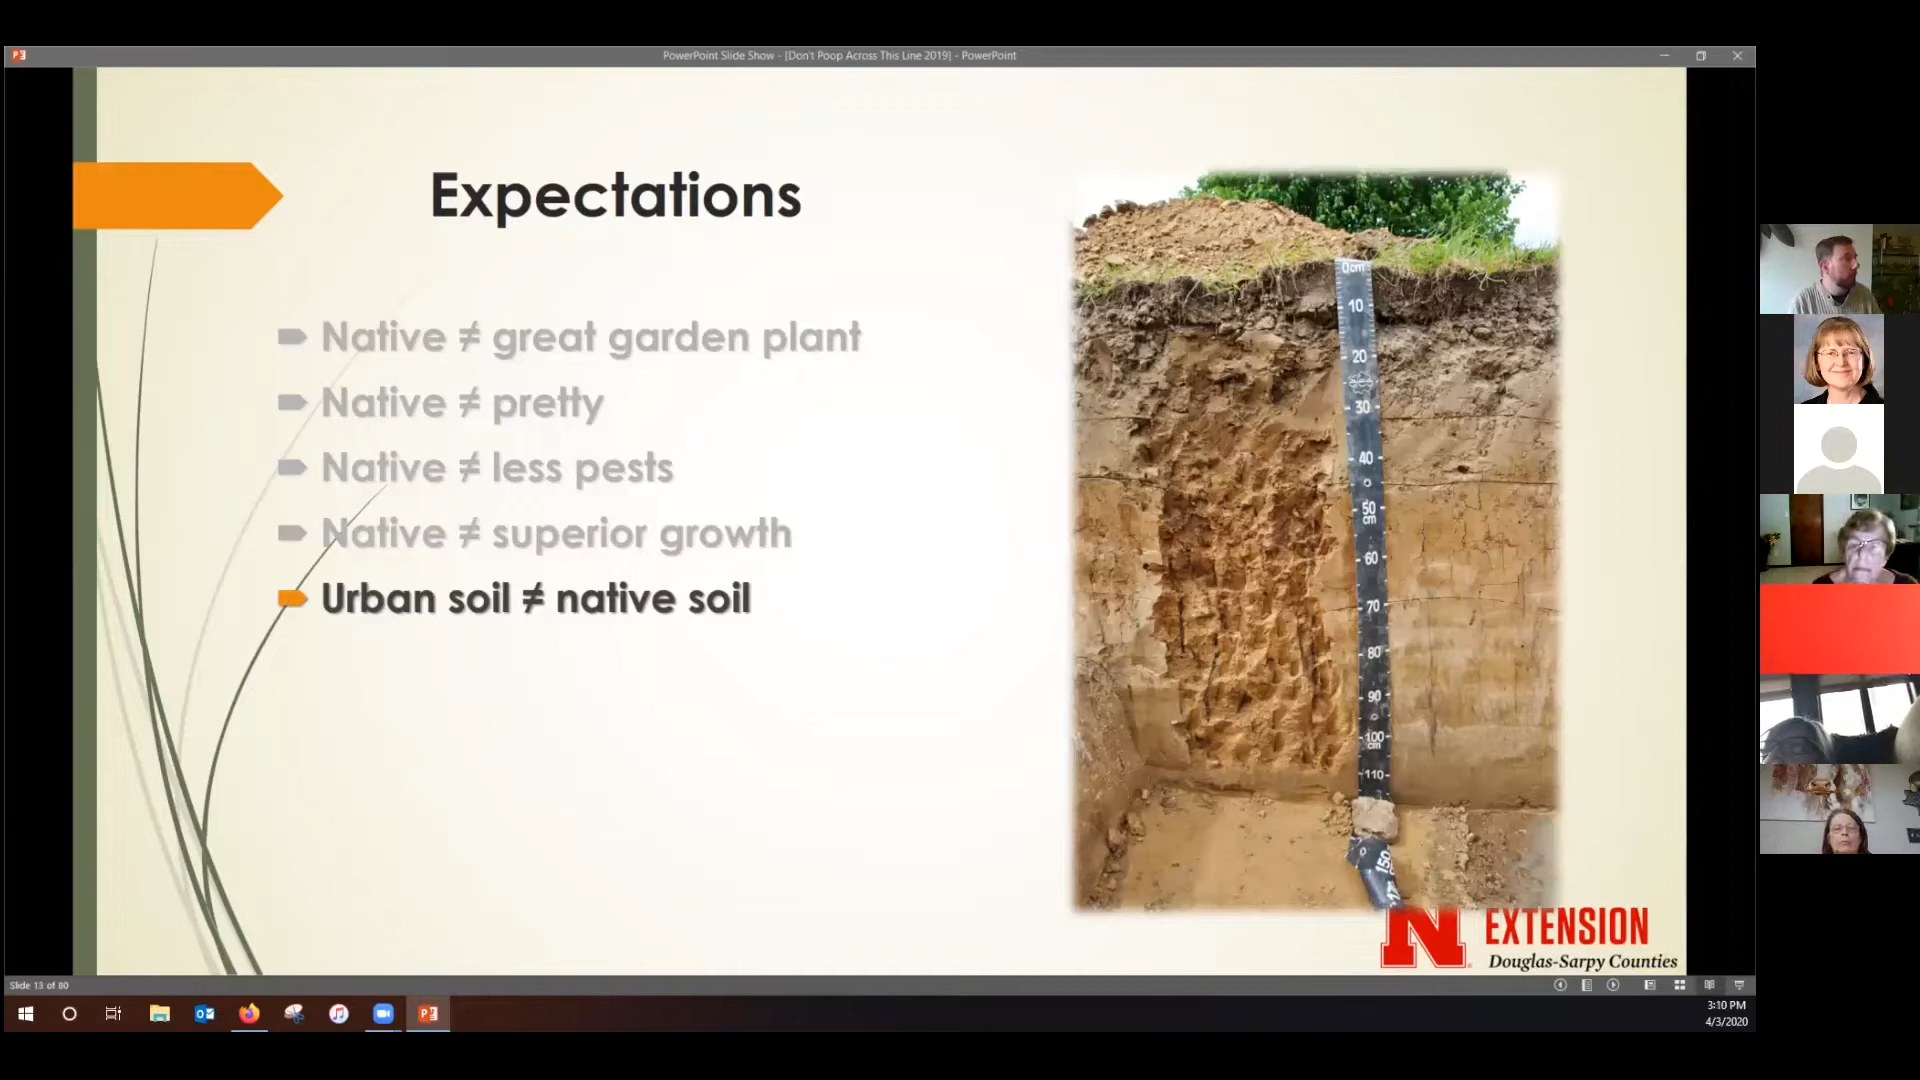 PowerPoint Slide Show - [Don't Poop Across This Line 2019] - PowerPoint
Expectations
Native ≠ great garden plant
Native ≠ pretty
Native ≠ less pests
Native ≠ superior growth
Urban soil ≠ native soil
0cm
10
20
30
40
50
cm
60
70
80
90
100
cm
110
150
N EXTENSION
Douglas-Sarpy Counties
Slide 13 of 80
3:10 PM
4/3/2020